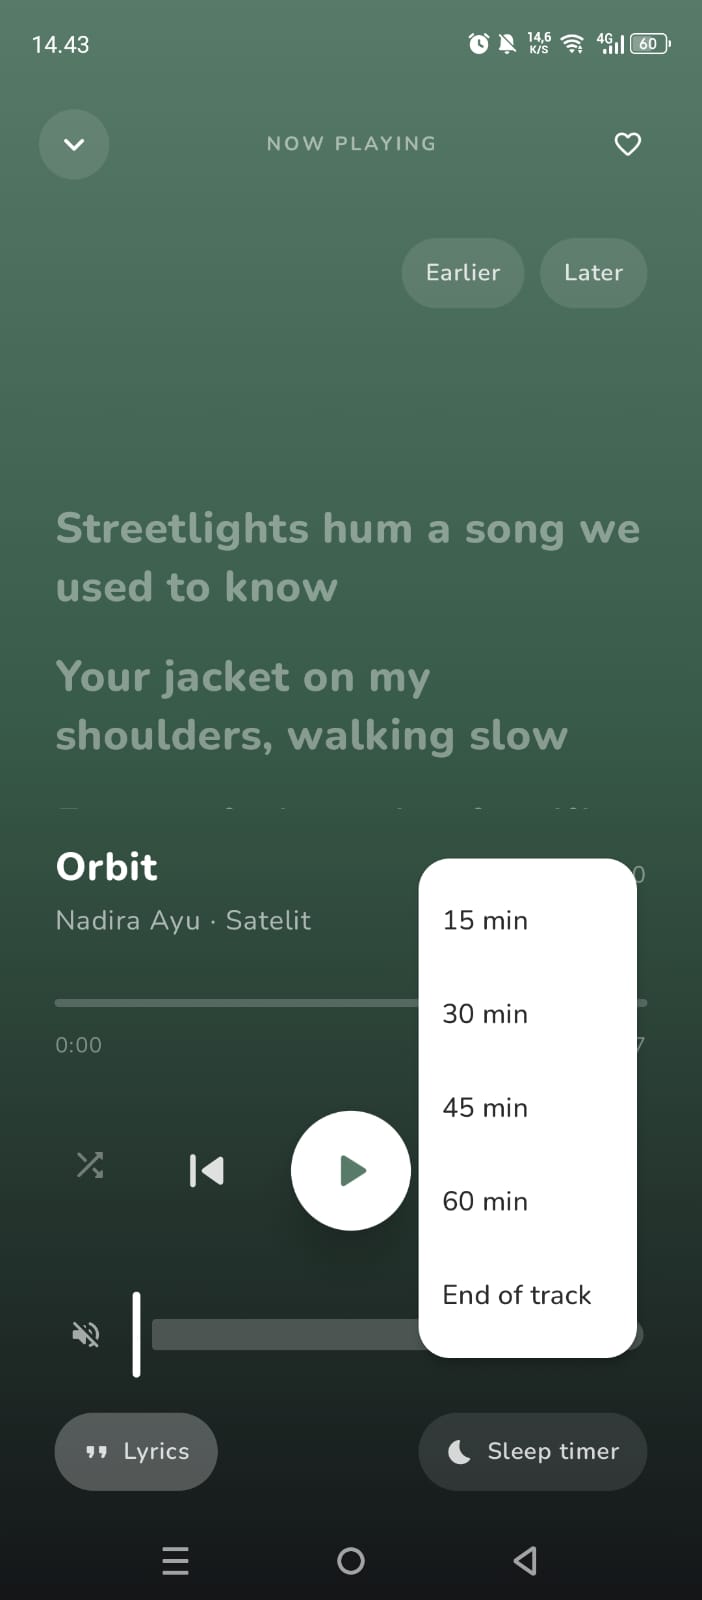 14.43
14,6
K/S
4G
60
NOW PLAYING
Earlier
Later
Streetlights hum a song we
used to know
Your jacket on my
shoulders, walking slow
Orbit
Nadira Ayu · Satelit
0:00
15 min
30 min
45 min
60 min
End of track
Lyrics
Sleep timer